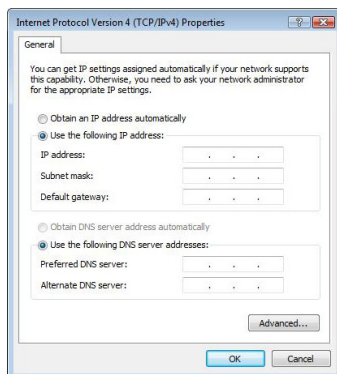 Internet Protocol Version 4 (TCP/IPv4) Properties
General
You can get IP settings assigned automatically if your network supports
this capability. Otherwise, you need to ask your network administrator
for the appropriate IP settings.
Obtain an IP address automatically
Use the following IP address:
IP address:
Subnet mask:
Default gateway:
Obtain DNS server address automatically
Use the following DNS server addresses:
Preferred DNS server:
Alternate DNS server:
Advanced...
OK Cancel